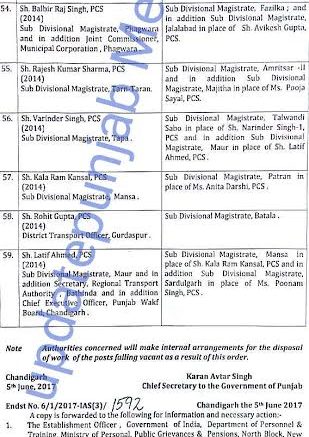 54. Sh. Balbir Raj Singh, PCS
(2014)
Sub Divisional Magistrate, Phagwara
and in addition Joint Commissioner,
Municipal Corporation, Phagwara.
Sub Divisional Magistrate, Fazilka ; and
in addition Sub Divisional Magistrate,
Jalalabad in place of Sh. Avikesh Gupta,
PCS.
55. Sh. Rajesh Kumar Sharma, PCS
(2014)
Sub Divisional Magistrate, Tarn-Taran.
Sub Divisional Magistrate, Amritsar -II
and in addition Sub Divisional
Magistrate, Majitha in place of Ms. Pooja
Sayal, PCS.
56. Sh. Varinder Singh, PCS
(2014)
Sub Divisional Magistrate, Tapa .
Sub Divisional Magistrate, Talwandi
Sabo in place of Sh. Narinder Singh-I,
PCS and in addition Sub Divisional
Magistrate, Maur in place of Sh. Latif
Ahmed, PCS .
57. Sh. Kala Ram Kansal, PCS
(2014)
Sub Divisional Magistrate, Mansa .
Sub Divisional Magistrate, Patran in
place of Ms. Anita Darshi, PCS .
58. Sh. Rohit Gupta, PCS
(2014)
District Transport Officer, Gurdaspur .
Sub Divisional Magistrate, Batala .
59. Sh. Latif Ahmed, PCS
(2014)
Sub Divisional Magistrate, Maur and in
addition Secretary, Regional Transport
Authority , Bathinda and in addition
Chief Executive Officer, Punjab Wakf
Board, Chandigarh .
Sub Divisional Magistrate, Mansa in
place of Sh. Kala Ram Kansal, PCS and in
addition Sub Divisional Magistrate,
Sardulgarh in place of Ms. Poonam
Singh, PCS .
Note Authorities concerned will make internal arrangements for the disposal
of work of the posts falling vacant as a result of this order.
Chandigarh Karan Avtar Singh
5th June, 2017 Chief Secretary to the Government of Punjab
Endst No. 6/1/2017-IAS(3)/ 1592 Chandigarh the 5th June 2017
A copy is forwarded to the following for information and necessary action:-
1. The Establishment Officer , Government of India, Department of Personnel &
Training, Ministry of Personal, Public Grievances & Pensions, North Block, New
updatepunjab Me